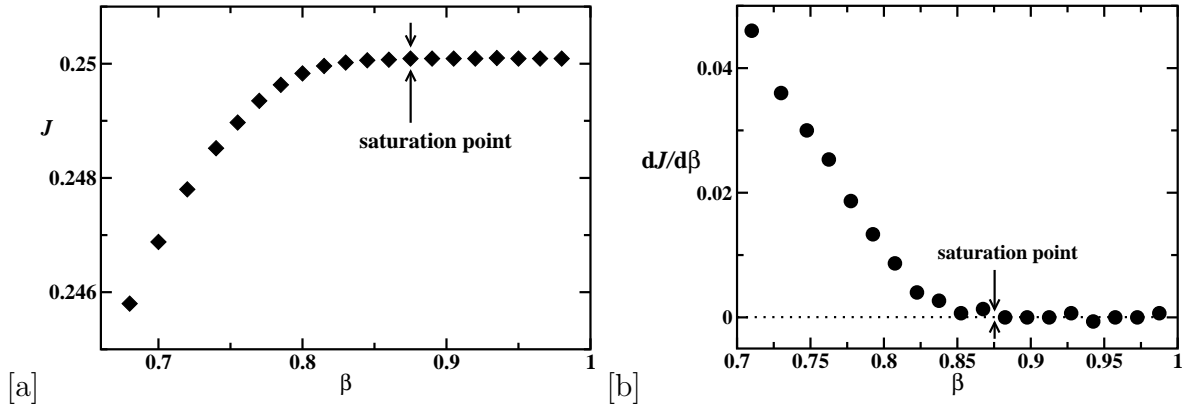 0.25
J
saturation point
0.248
0.246
0.7
0.8
0.9
1
β
[a]
0.04
dJ/dβ
0.02
saturation point
0
0.7
0.75
0.8
0.85
0.9
0.95
1
β
[b]